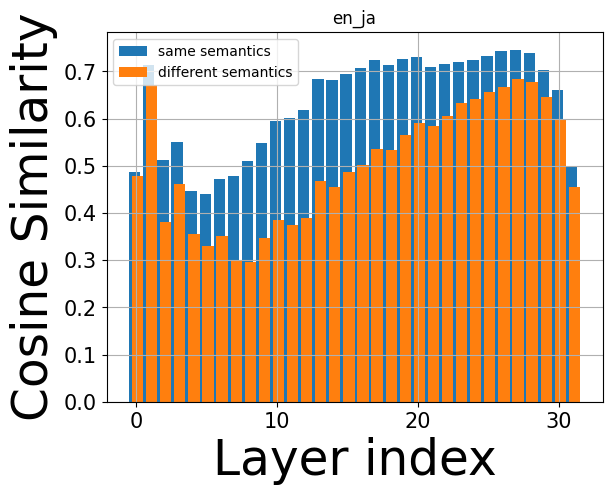 en_ja
same semantics
different semantics
Cosine Similarity
0.7
0.6
0.5
0.4
0.3
0.2
0.1
0.0
0 10 20 30
Layer index